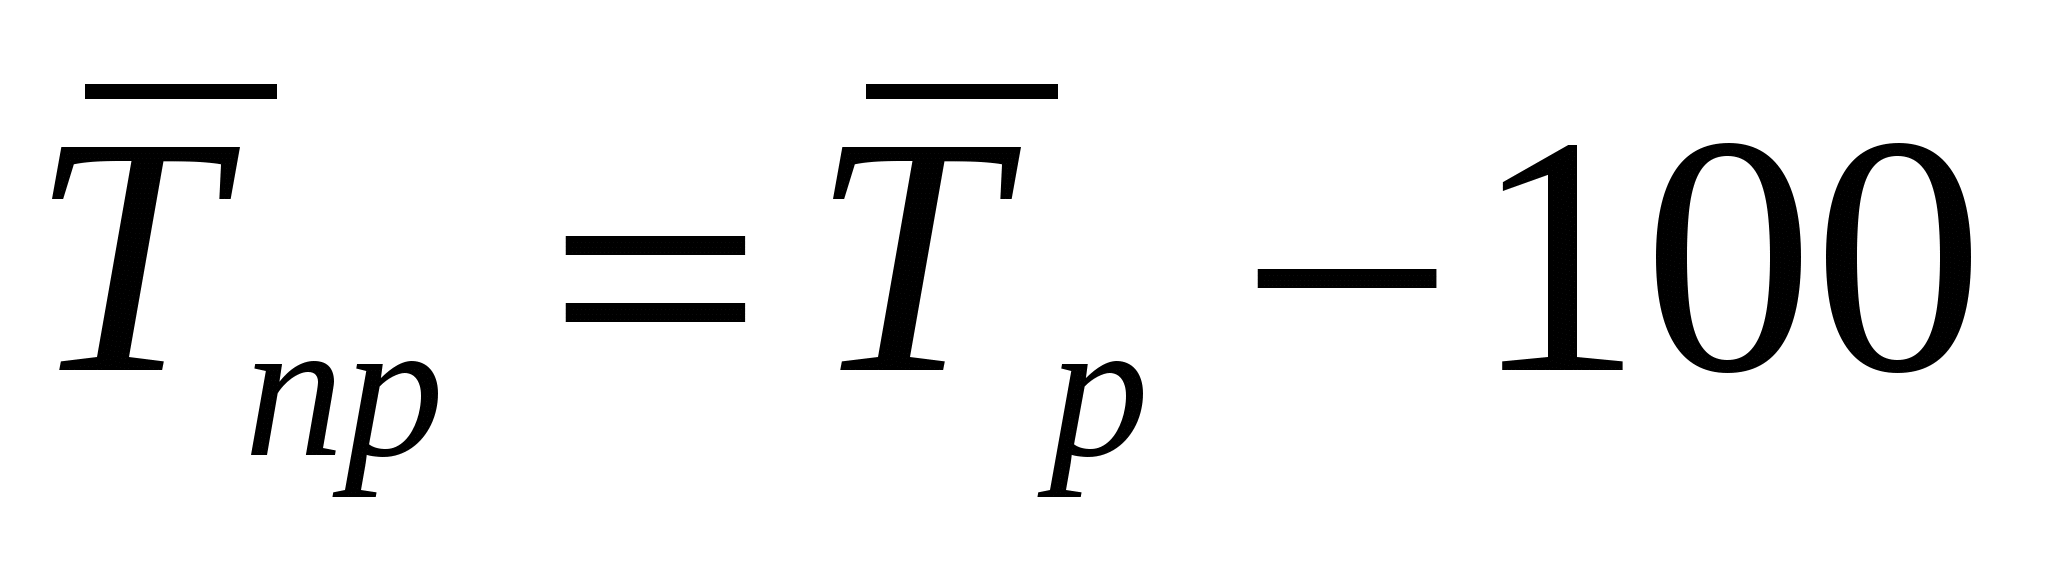 T̅ₙₚ = T̅ₚ − 100